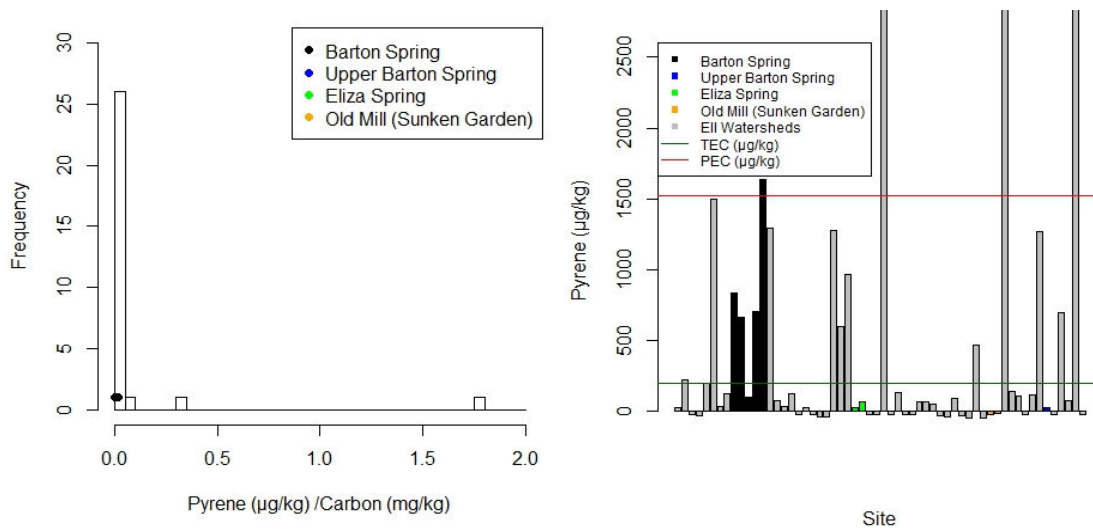 30
25
20
15
10
5
0
Frequency
Barton Spring
Upper Barton Spring
Eliza Spring
Old Mill (Sunken Garden)
0.0 0.5 1.0 1.5 2.0
Pyrene (µg/kg) /Carbon (mg/kg)
2500
2000
1500
1000
500
0
Pyrene (µg/kg)
Barton Spring
Upper Barton Spring
Eliza Spring
Old Mill (Sunken Garden)
EII Watersheds
TEC (µg/kg)
PEC (µg/kg)
Site